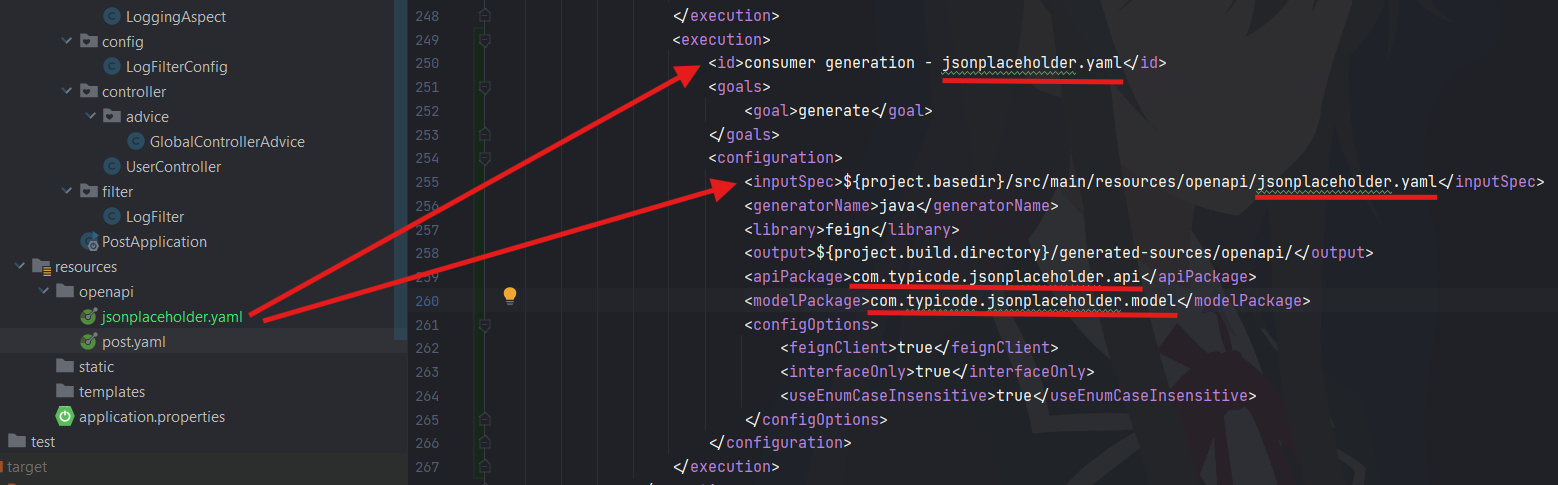 LoggingAspect
config
LogFilterConfig
controller
advice
GlobalControllerAdvice
UserController
filter
LogFilter
PostApplication
resources
openapi
jsonplaceholder.yaml
post.yaml
static
templates
application.properties
test
target
248 </execution>
249 <execution>
250 <id>consumer generation - jsonplaceholder.yaml</id>
251 <goals>
252 <goal>generate</goal>
253 </goals>
254 <configuration>
255 <inputSpec>${project.basedir}/src/main/resources/openapi/jsonplaceholder.yaml</inputSpec>
256 <generatorName>java</generatorName>
257 <library>feign</library>
258 <output>${project.build.directory}/generated-sources/openapi/</output>
259 <apiPackage>com.typicode.jsonplaceholder.api</apiPackage>
260 <modelPackage>com.typicode.jsonplaceholder.model</modelPackage>
261 <configOptions>
262 <feignClient>true</feignClient>
263 <interfaceOnly>true</interfaceOnly>
264 <useEnumCaseInsensitive>true</useEnumCaseInsensitive>
265 </configOptions>
266 </configuration>
267 </execution>